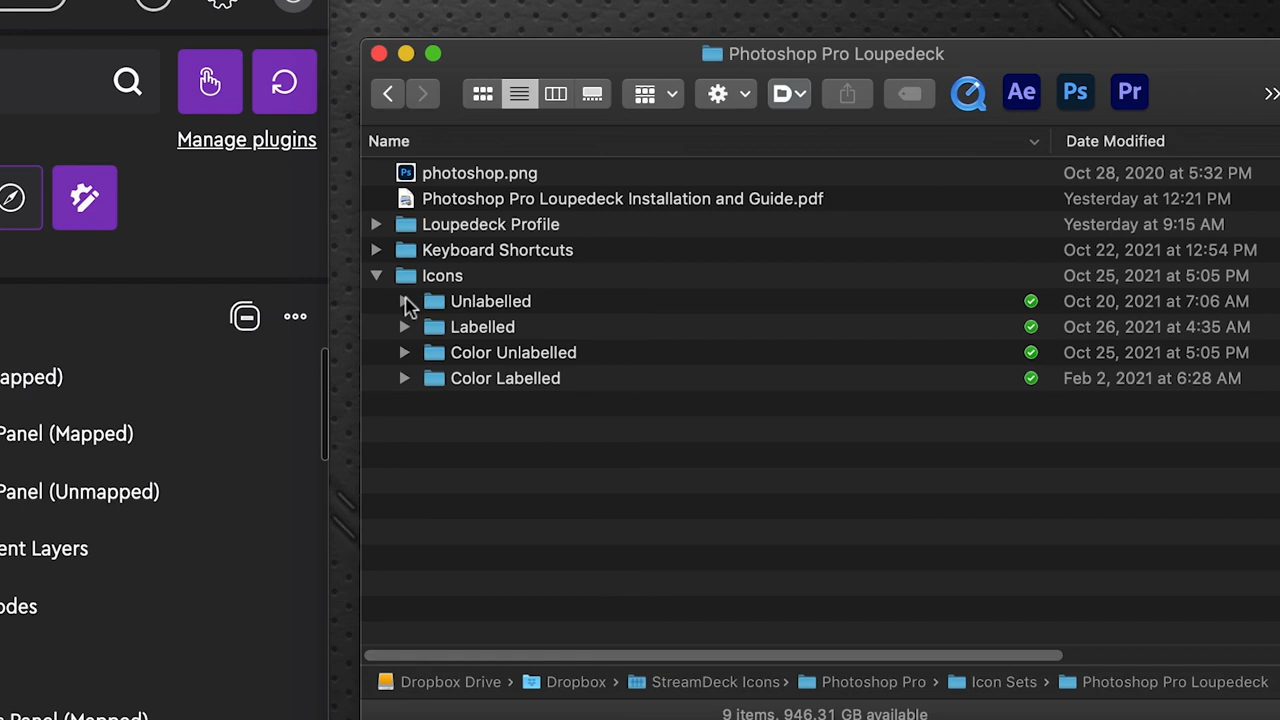 Manage plugins
apped)
Panel (Mapped)
Panel (Unmapped)
ent Layers
odes
Photoshop Pro Loupedeck
Ae Ps Pr
Name Date Modified
Ps photoshop.png Oct 28, 2020 at 5:32 PM
Photoshop Pro Loupedeck Installation and Guide.pdf Yesterday at 12:21 PM
Loupedeck Profile Yesterday at 9:15 AM
Keyboard Shortcuts Oct 22, 2021 at 12:54 PM
Icons Oct 25, 2021 at 5:05 PM
Unlabelled Oct 20, 2021 at 7:06 AM
Labelled Oct 26, 2021 at 4:35 AM
Color Unlabelled Oct 25, 2021 at 5:05 PM
Color Labelled Feb 2, 2021 at 6:28 AM
Dropbox Drive › Dropbox › StreamDeck Icons › Photoshop Pro › Icon Sets › Photoshop Pro Loupedeck
9 items, 946.31 GB available